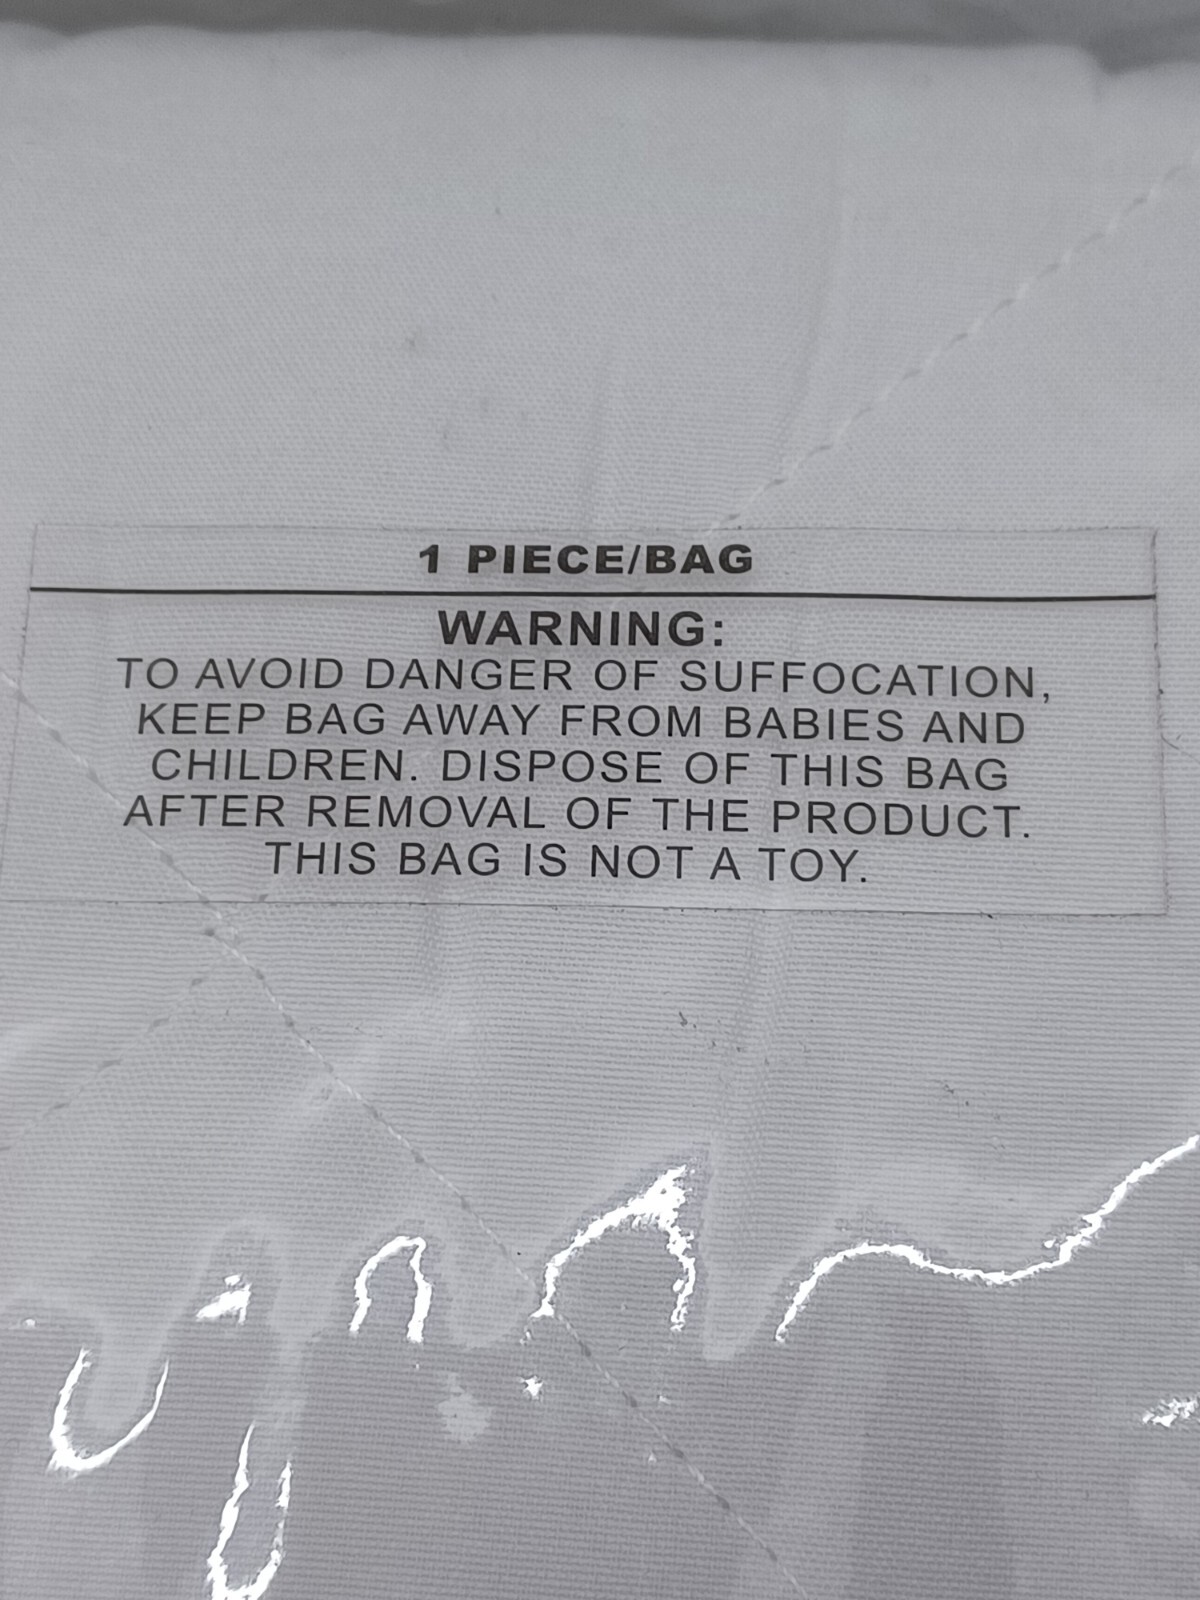 1 PIECE/BAG
WARNING:
TO AVOID DANGER OF SUFFOCATION,
KEEP BAG AWAY FROM BABIES AND
CHILDREN. DISPOSE OF THIS BAG
AFTER REMOVAL OF THE PRODUCT.
THIS BAG IS NOT A TOY.